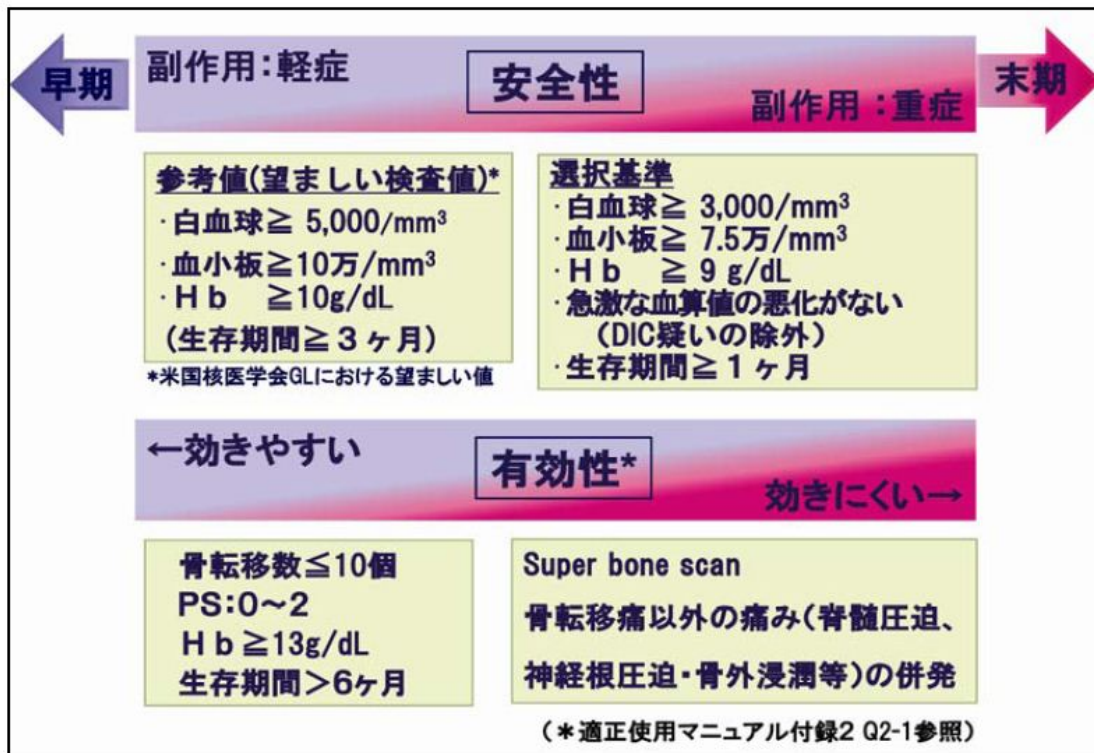 早期
副作用：軽症
安全性
副作用：重症
末期
参考値(望ましい検査値)*
・白血球≧ 5,000/mm³
・血小板≧10万/mm³
・Ｈｂ　≧10g/dL
(生存期間≧３ヶ月)
*米国核医学会GLにおける望ましい値
選択基準
・白血球≧ 3,000/mm³
・血小板≧ 7.5万/mm³
・Ｈｂ　≧ 9 g/dL
・急激な血算値の悪化がない
（DIC疑いの除外）
・生存期間≧１ヶ月
←効きやすい
有効性*
効きにくい→
骨転移数≦10個
PS:0～2
Ｈｂ≧13g/dL
生存期間>6ヶ月
Super bone scan
骨転移痛以外の痛み（脊髄圧迫、
神経根圧迫・骨外浸潤等）の併発
（＊適正使用マニュアル付録2 Q2-1参照）